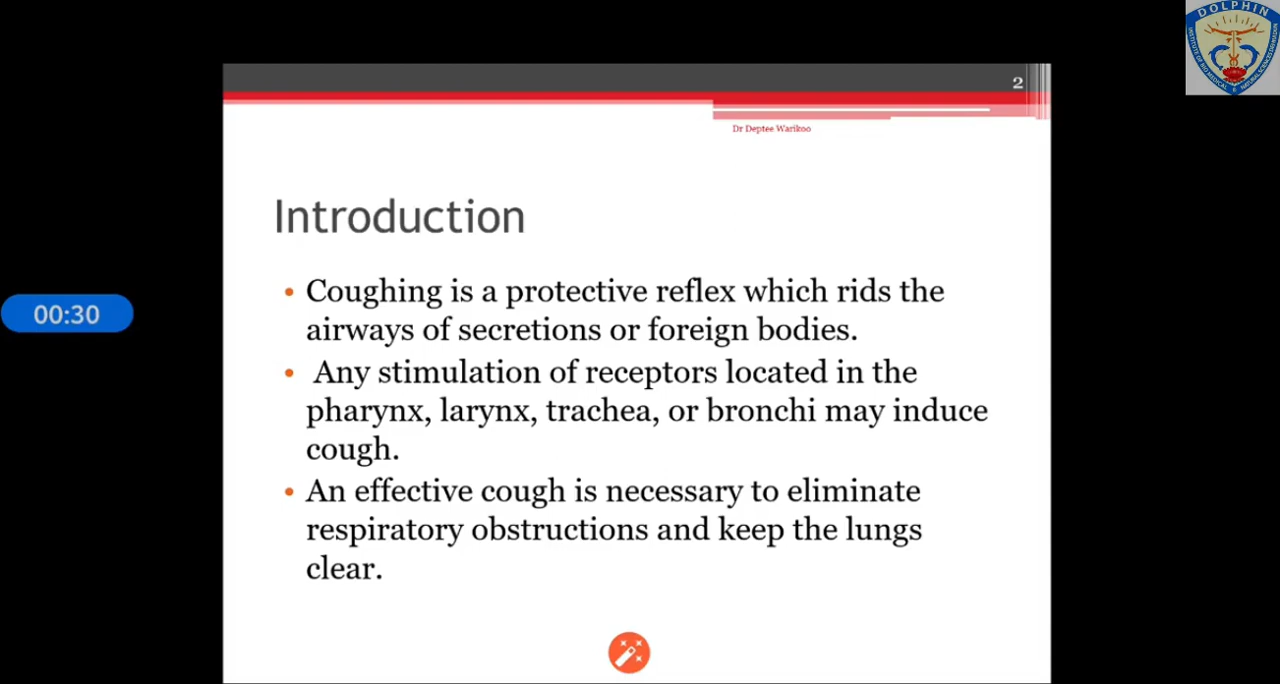 DOLPHIN
2
Dr Deptee Warikoo
Introduction
00:30
• Coughing is a protective reflex which rids the
airways of secretions or foreign bodies.
• Any stimulation of receptors located in the
pharynx, larynx, trachea, or bronchi may induce
cough.
• An effective cough is necessary to eliminate
respiratory obstructions and keep the lungs
clear.